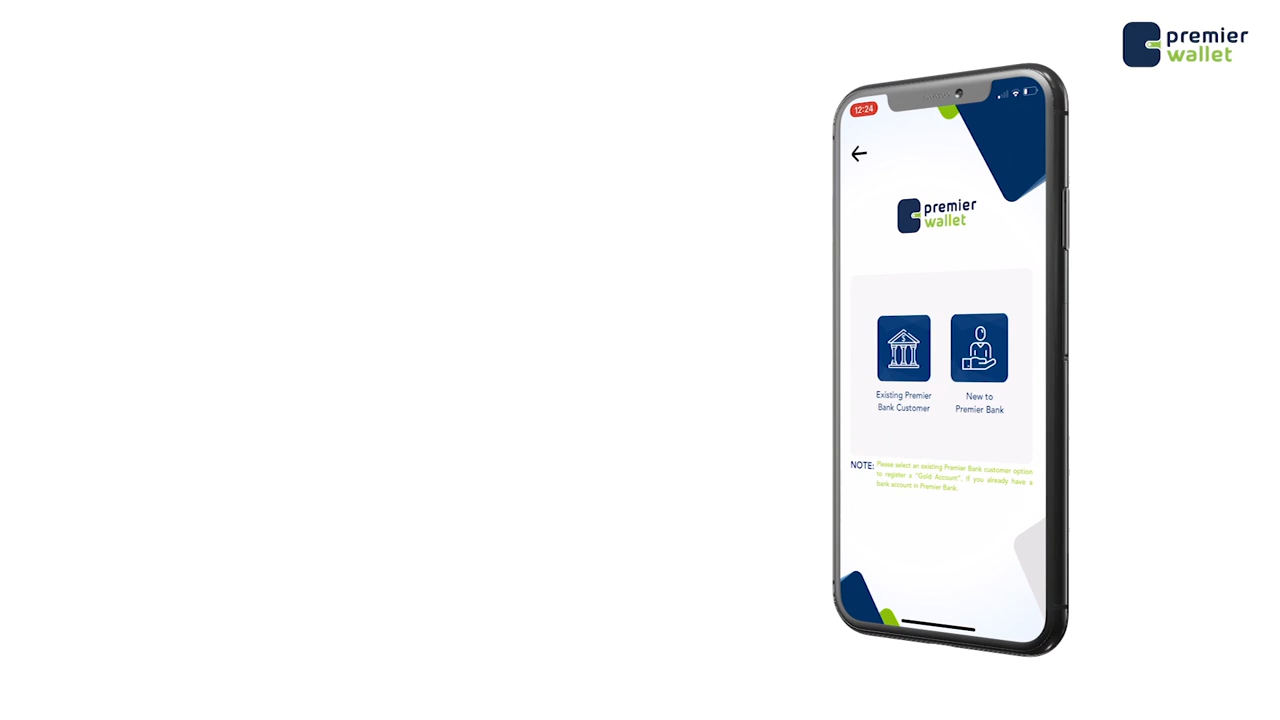 premier
wallet
12:24
premier
wallet
Existing Premier
Bank Customer
New to
Premier Bank
NOTE: Please select an existing Premier Bank customer option
to register a "Gold Account", if you already have a
bank account in Premier Bank.